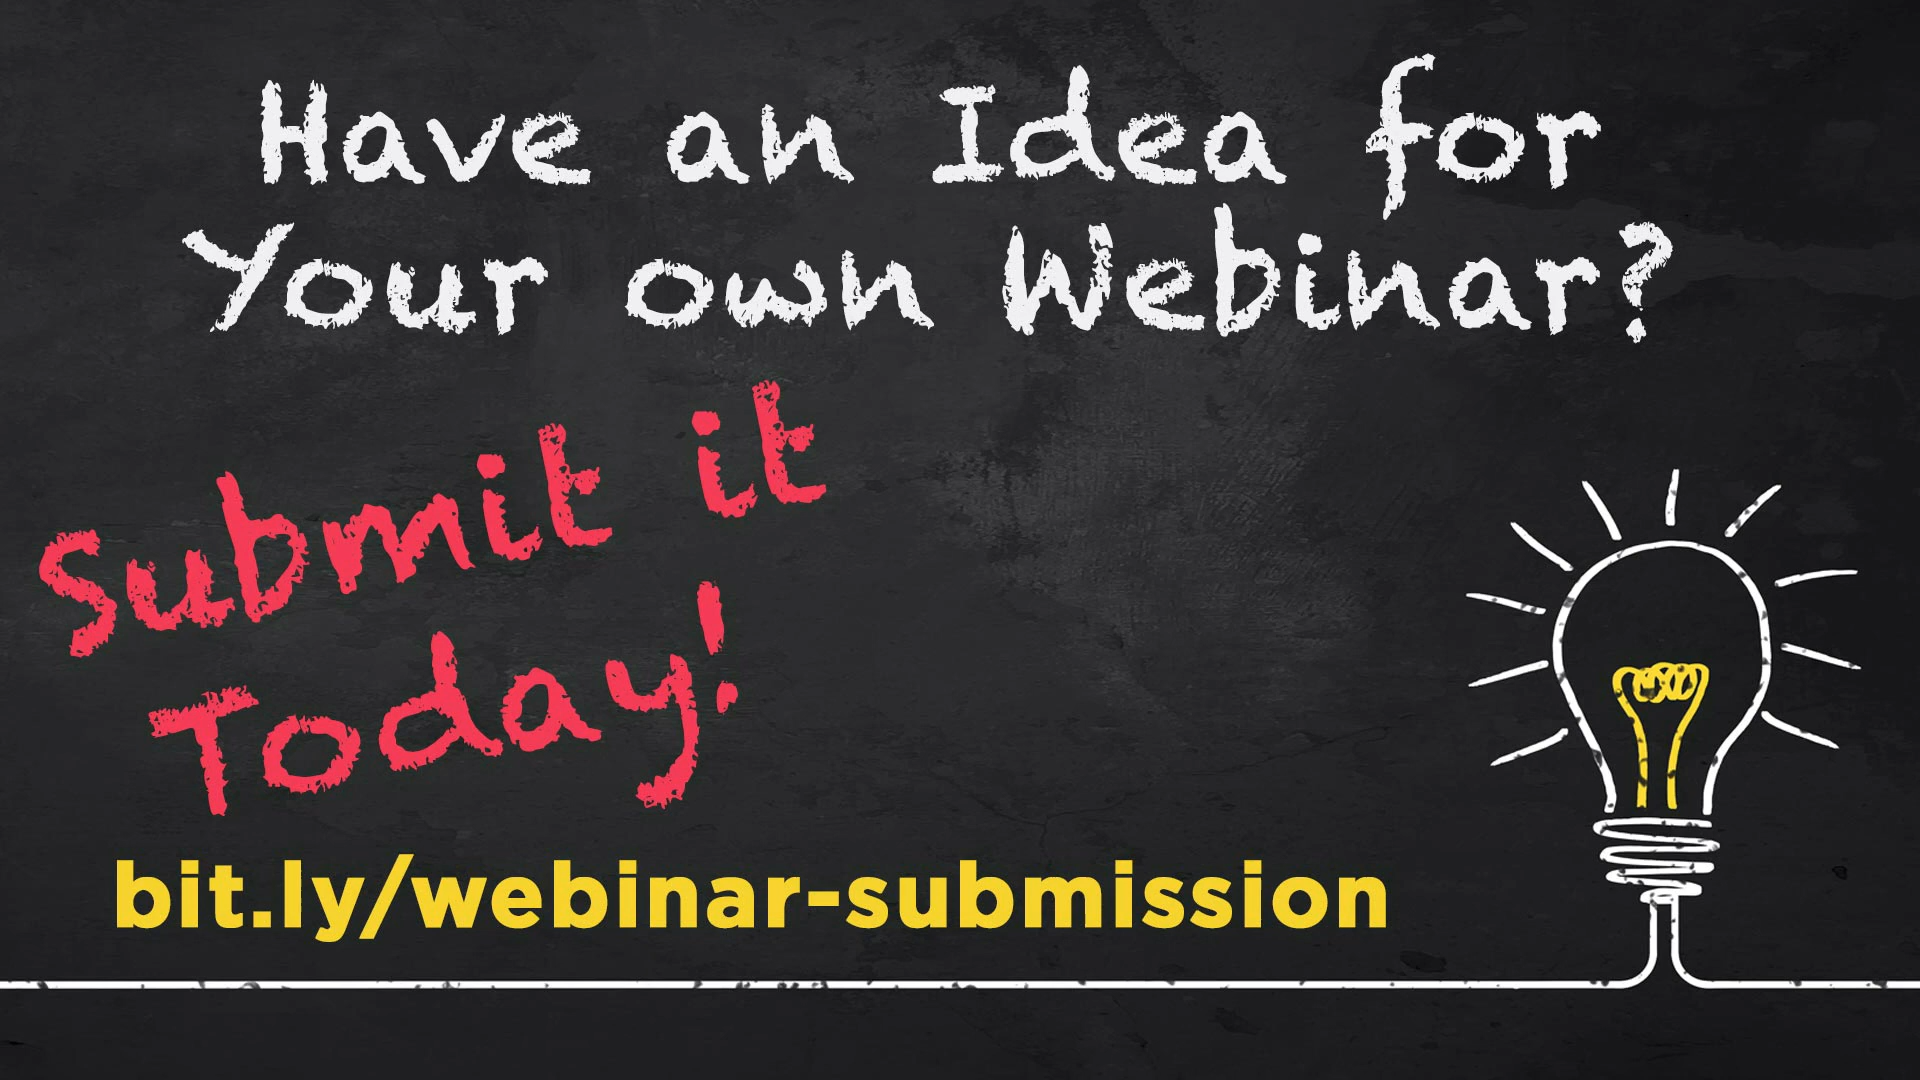 Have an Idea for
Your own Webinar?
Submit it
Today!
bit.ly/webinar-submission